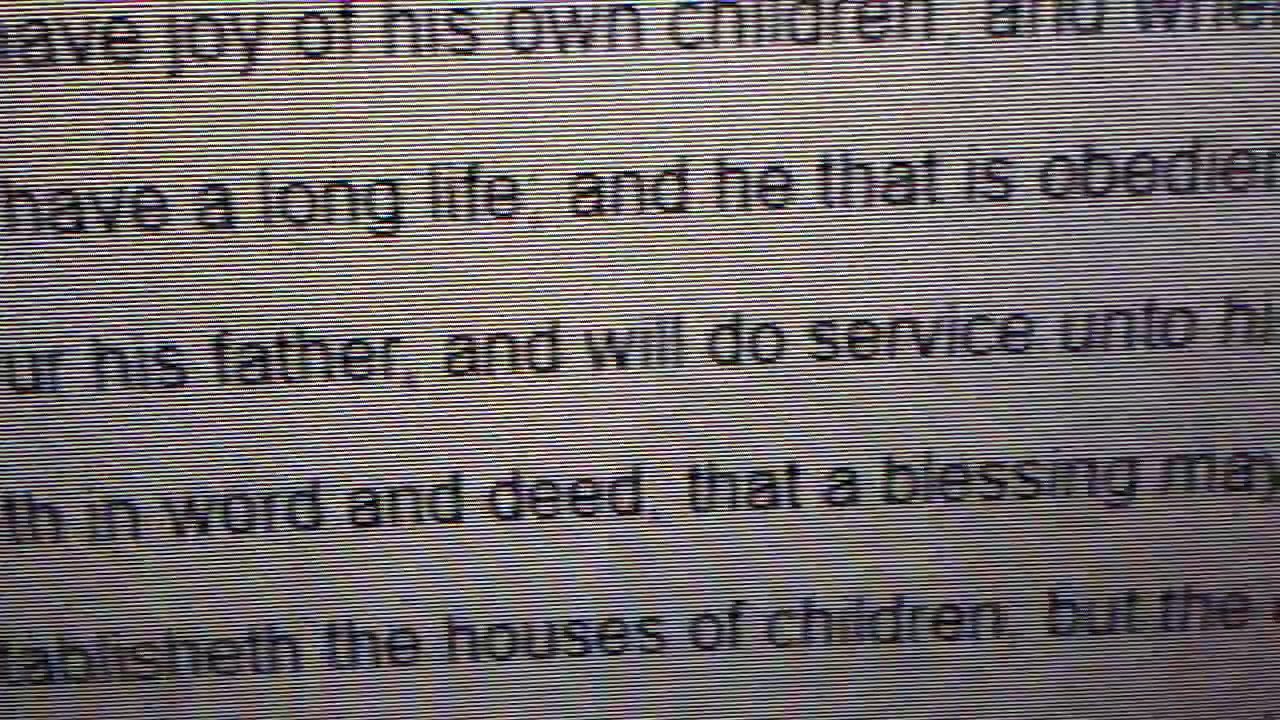 ave joy of his own children, and whe
have a long life; and he that is obedien
ur his father, and will do service unto hi
th in word and deed, that a blessing may
ablisheth the houses of children; but the